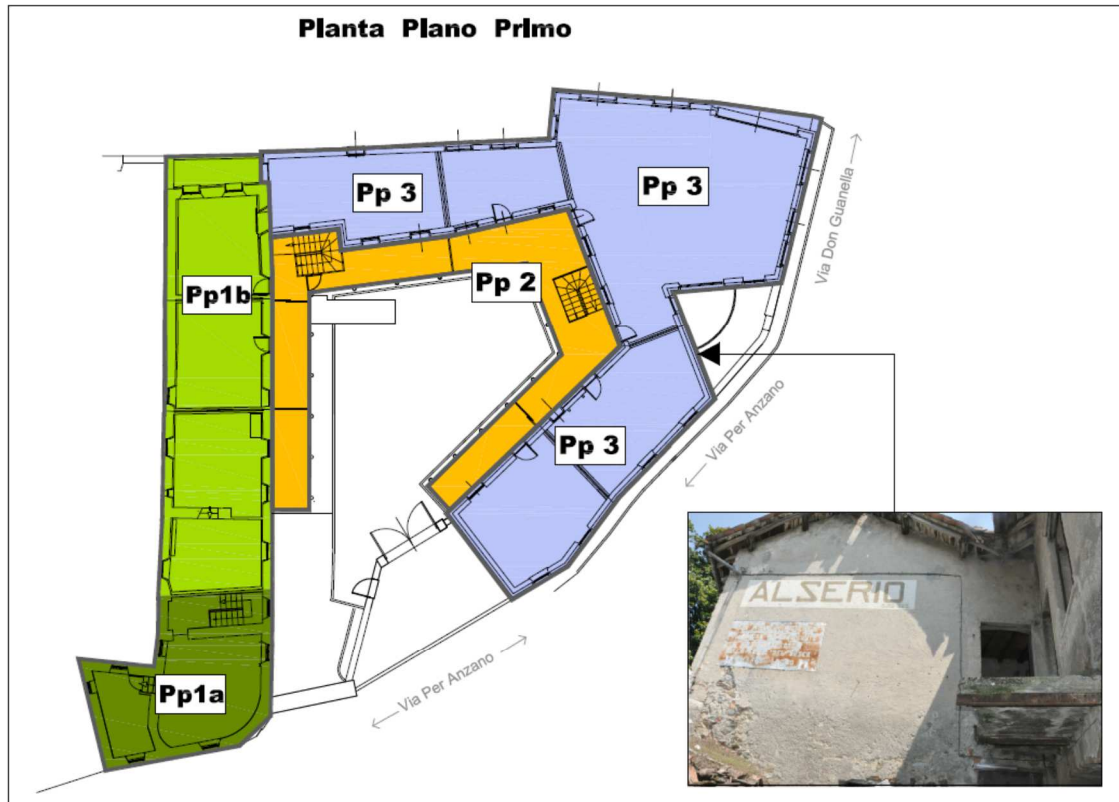 Pianta Piano Primo
Pp 3
Pp 3
Via Don Guanella
Pp1b
Pp 2
Via Per Anzano
Pp 3
ALSERIO
Pp1a
Via Per Anzano